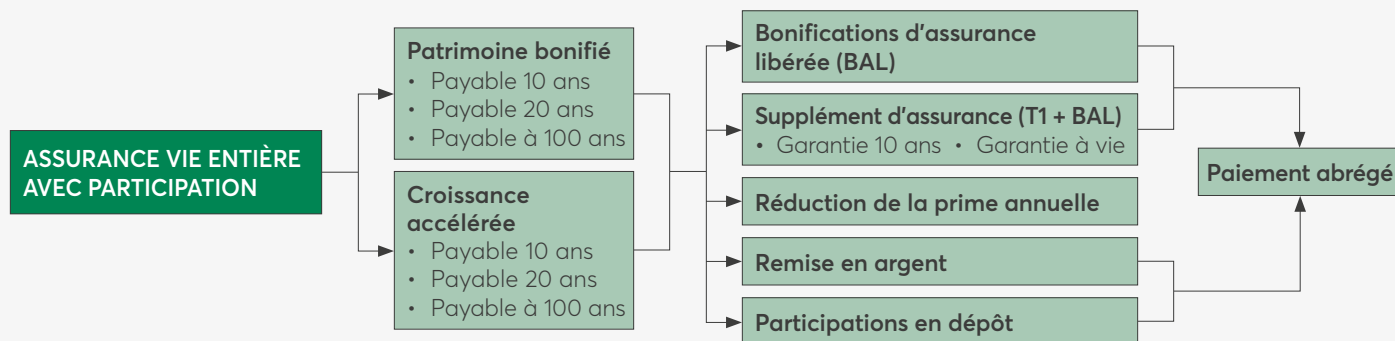 ASSURANCE VIE ENTIÈRE
AVEC PARTICIPATION
Patrimoine bonifié
• Payable 10 ans
• Payable 20 ans
• Payable à 100 ans
Croissance
accélérée
• Payable 10 ans
• Payable 20 ans
• Payable à 100 ans
Bonifications d'assurance
libérée (BAL)
Supplément d'assurance (T1 + BAL)
• Garantie 10 ans • Garantie à vie
Réduction de la prime annuelle
Remise en argent
Participations en dépôt
Paiement abrégé